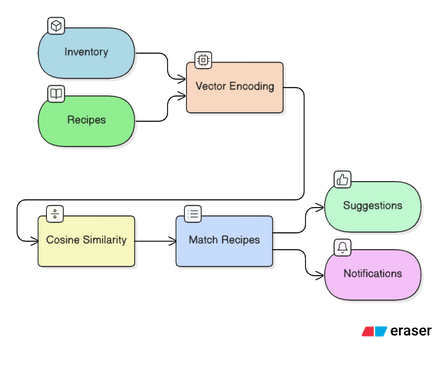 Inventory
Vector Encoding
Recipes
Suggestions
Cosine Similarity
Match Recipes
Notifications
eraser